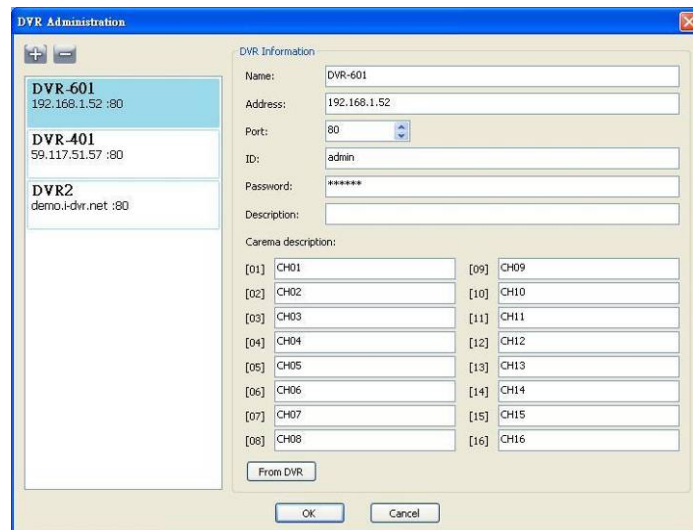 DVR Administration
DVR-601
192.168.1.52 :80
DVR-401
59.117.51.57 :80
DVR2
demo.i-dvr.net :80
DVR Information
Name: DVR-601
Address: 192.168.1.52
Port: 80
ID: admin
Password: ******
Description:
Carema description:
[01] CH01 [09] CH09
[02] CH02 [10] CH10
[03] CH03 [11] CH11
[04] CH04 [12] CH12
[05] CH05 [13] CH13
[06] CH06 [14] CH14
[07] CH07 [15] CH15
[08] CH08 [16] CH16
From DVR
OK Cancel